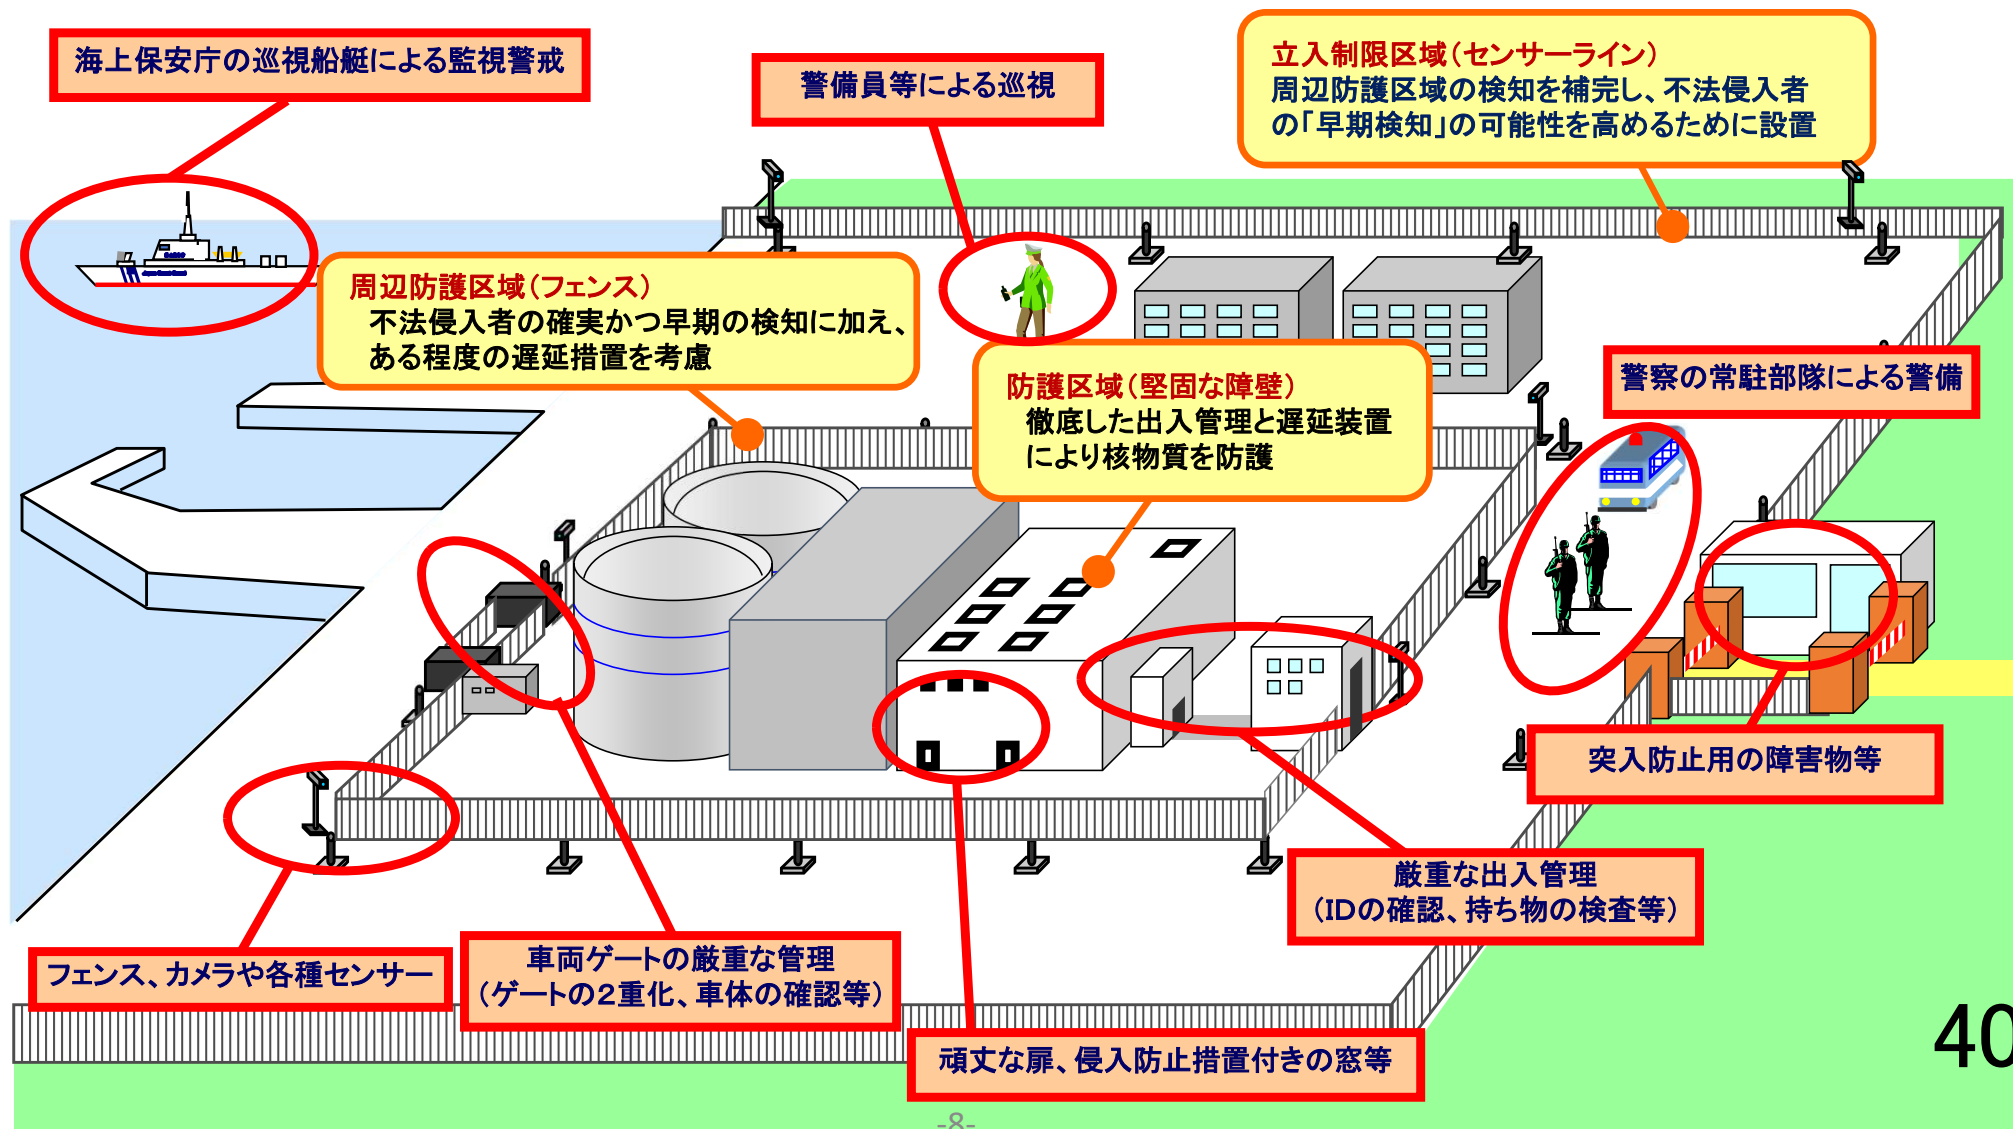 海上保安庁の巡視船艇による監視警戒
警備員等による巡視
立入制限区域（センサーライン）
周辺防護区域の検知を補完し、不法侵入者
の「早期検知」の可能性を高めるために設置
周辺防護区域（フェンス）
不法侵入者の確実かつ早期の検知に加え、
ある程度の遅延措置を考慮
防護区域（堅固な障壁）
徹底した出入管理と遅延装置
により核物質を防護
警察の常駐部隊による警備
突入防止用の障害物等
厳重な出入管理
（IDの確認、持ち物の検査等）
フェンス、カメラや各種センサー
車両ゲートの厳重な管理
（ゲートの２重化、車体の確認等）
頑丈な扉、侵入防止措置付きの窓等
40
-8-